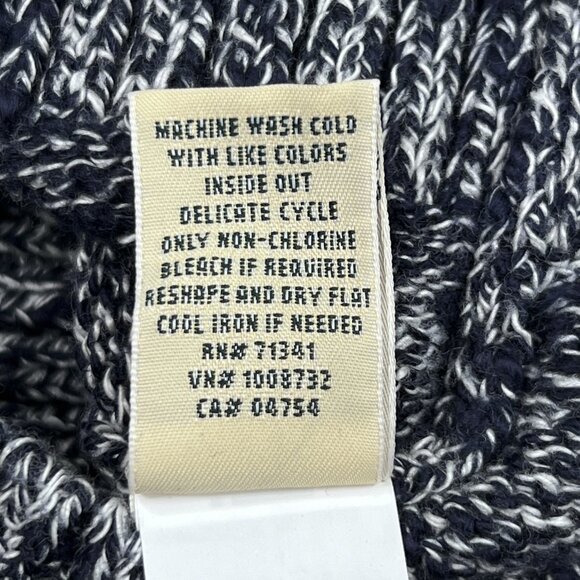 MACHINE WASH COLD
WITH LIKE COLORS
INSIDE OUT
DELICATE CYCLE
ONLY NON-CHLORINE
BLEACH IF REQUIRED
RESHAPE AND DRY FLAT
COOL IRON IF NEEDED
RN# 71341
VN# 1008732
CA# 04754